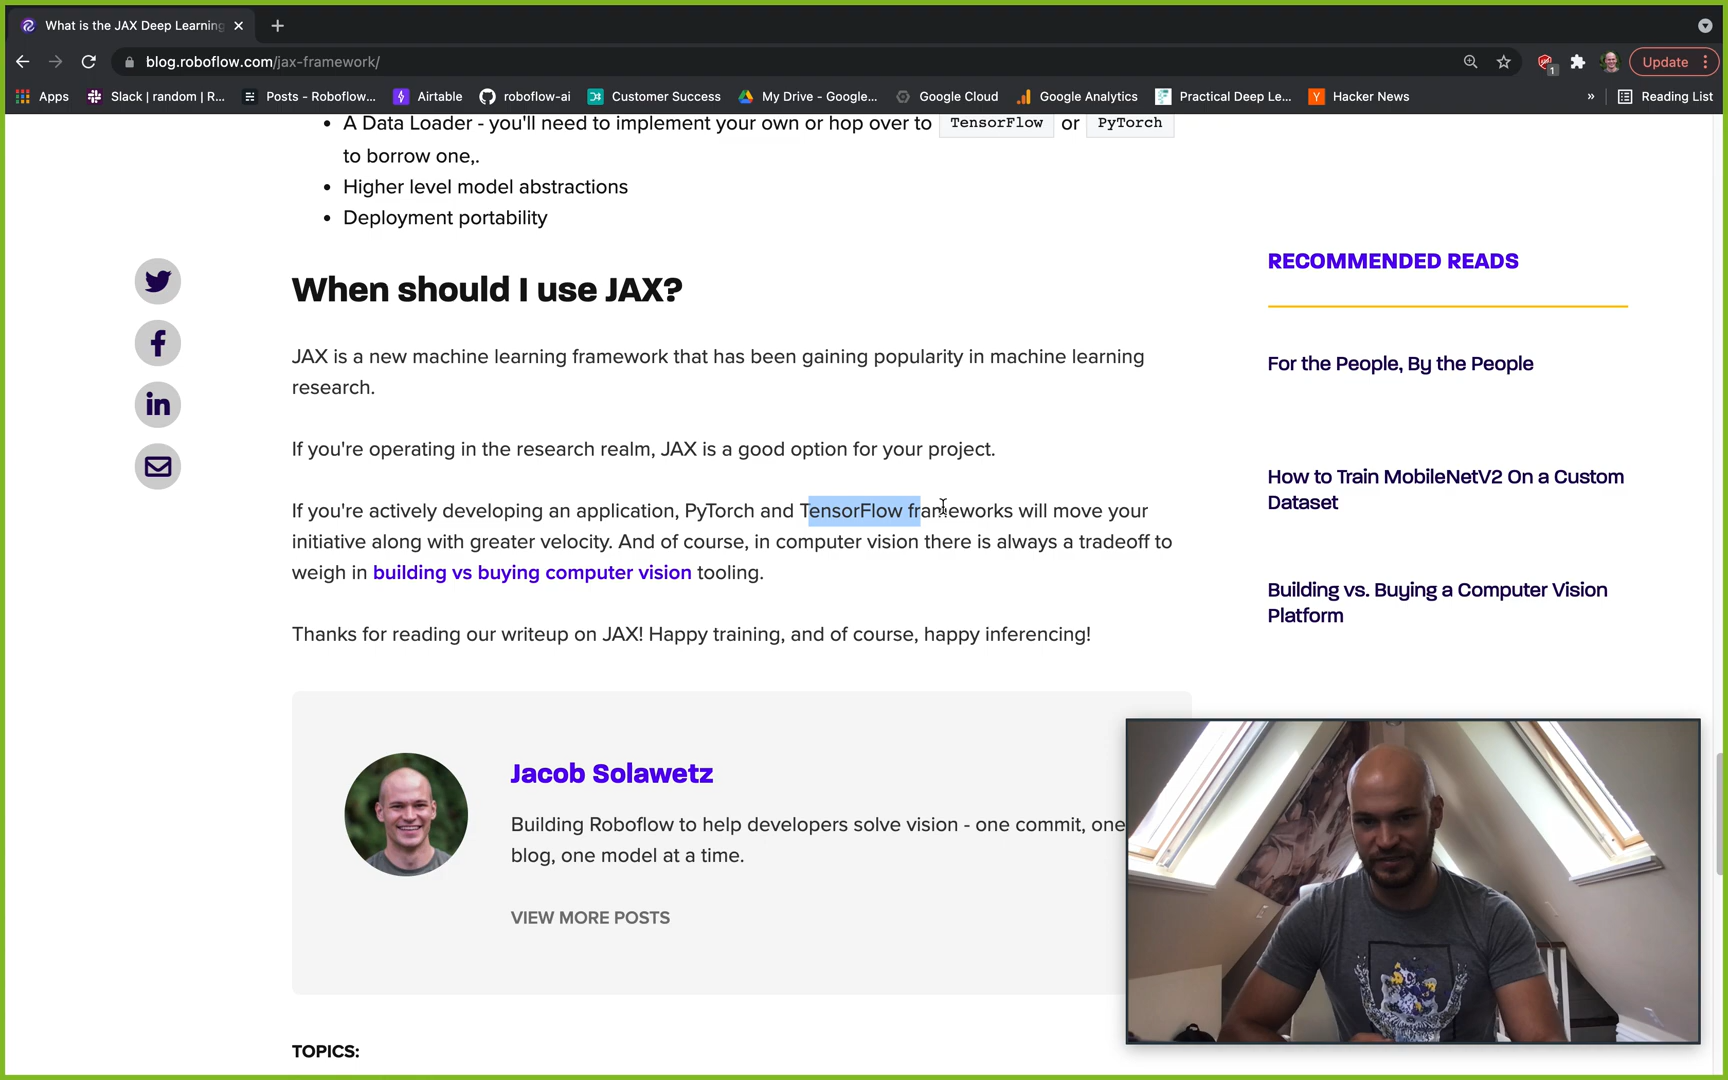 What is the JAX Deep Learning
blog.roboflow.com/jax-framework/
Update
Apps
Slack | random | R...
Posts - Roboflow...
Airtable
roboflow-ai
Customer Success
My Drive - Google...
Google Cloud
Google Analytics
Practical Deep Le...
Hacker News
»
Reading List
• A Data Loader - you'll need to implement your own or hop over to TensorFlow or PyTorch
to borrow one,.
• Higher level model abstractions
• Deployment portability
When should I use JAX?
JAX is a new machine learning framework that has been gaining popularity in machine learning
research.
If you're operating in the research realm, JAX is a good option for your project.
If you're actively developing an application, PyTorch and TensorFlow frameworks will move your
initiative along with greater velocity. And of course, in computer vision there is always a tradeoff to
weigh in building vs buying computer vision tooling.
Thanks for reading our writeup on JAX! Happy training, and of course, happy inferencing!
Jacob Solawetz
Building Roboflow to help developers solve vision - one commit, one
blog, one model at a time.
VIEW MORE POSTS
TOPICS:
RECOMMENDED READS
For the People, By the People
How to Train MobileNetV2 On a Custom
Dataset
Building vs. Buying a Computer Vision
Platform